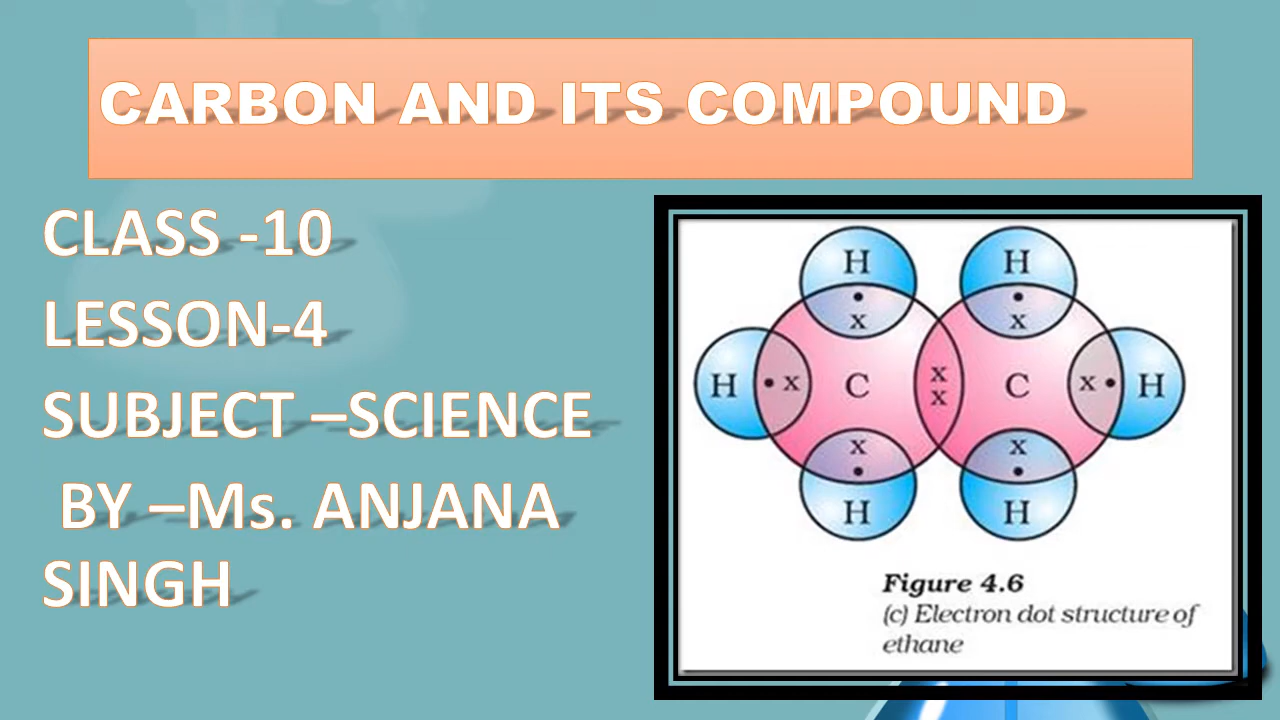 CARBON AND ITS COMPOUND
CLASS -10
LESSON-4
SUBJECT –SCIENCE
BY –Ms. ANJANA
SINGH
H H
x x
H x C x x C x H
x x
H H
Figure 4.6
(c) Electron dot structure of
ethane